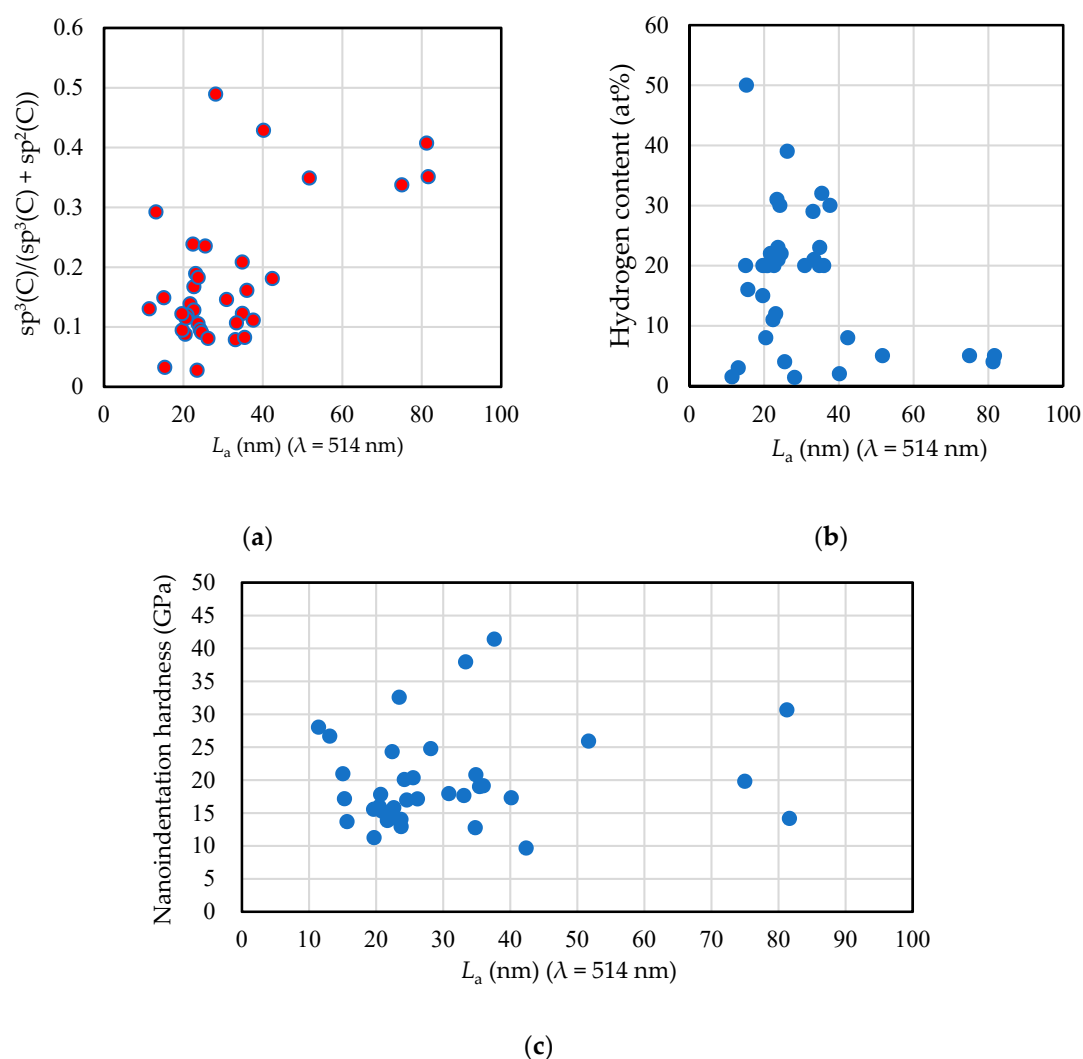 0.6
0.5
0.4
0.3
0.2
0.1
0
sp³(C)/(sp³(C) + sp²(C))
0 20 40 60 80 100
Lₐ (nm) (λ = 514 nm)
(a)
60
50
40
30
20
10
0
Hydrogen content (at%)
0 20 40 60 80 100
Lₐ (nm) (λ = 514 nm)
(b)
50
45
40
35
30
25
20
15
10
5
0
Nanoindentation hardness (GPa)
0 10 20 30 40 50 60 70 80 90 100
Lₐ (nm) (λ = 514 nm)
(c)